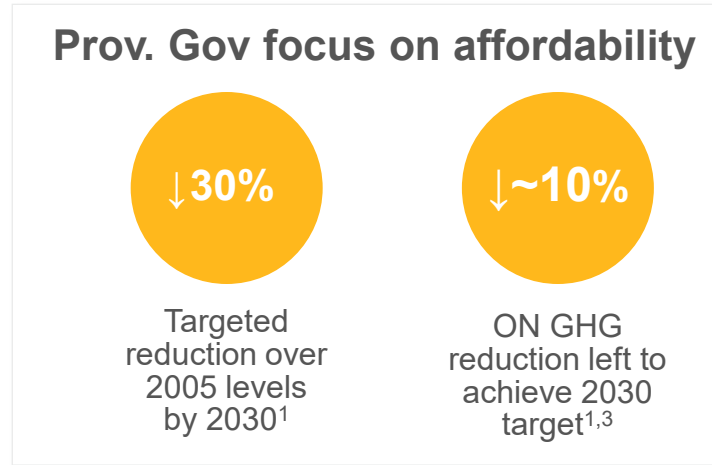 Prov. Gov focus on affordability
↓30%
Targeted
reduction over
2005 levels
by 2030¹
↓~10%
ON GHG
reduction left to
achieve 2030
target¹,³